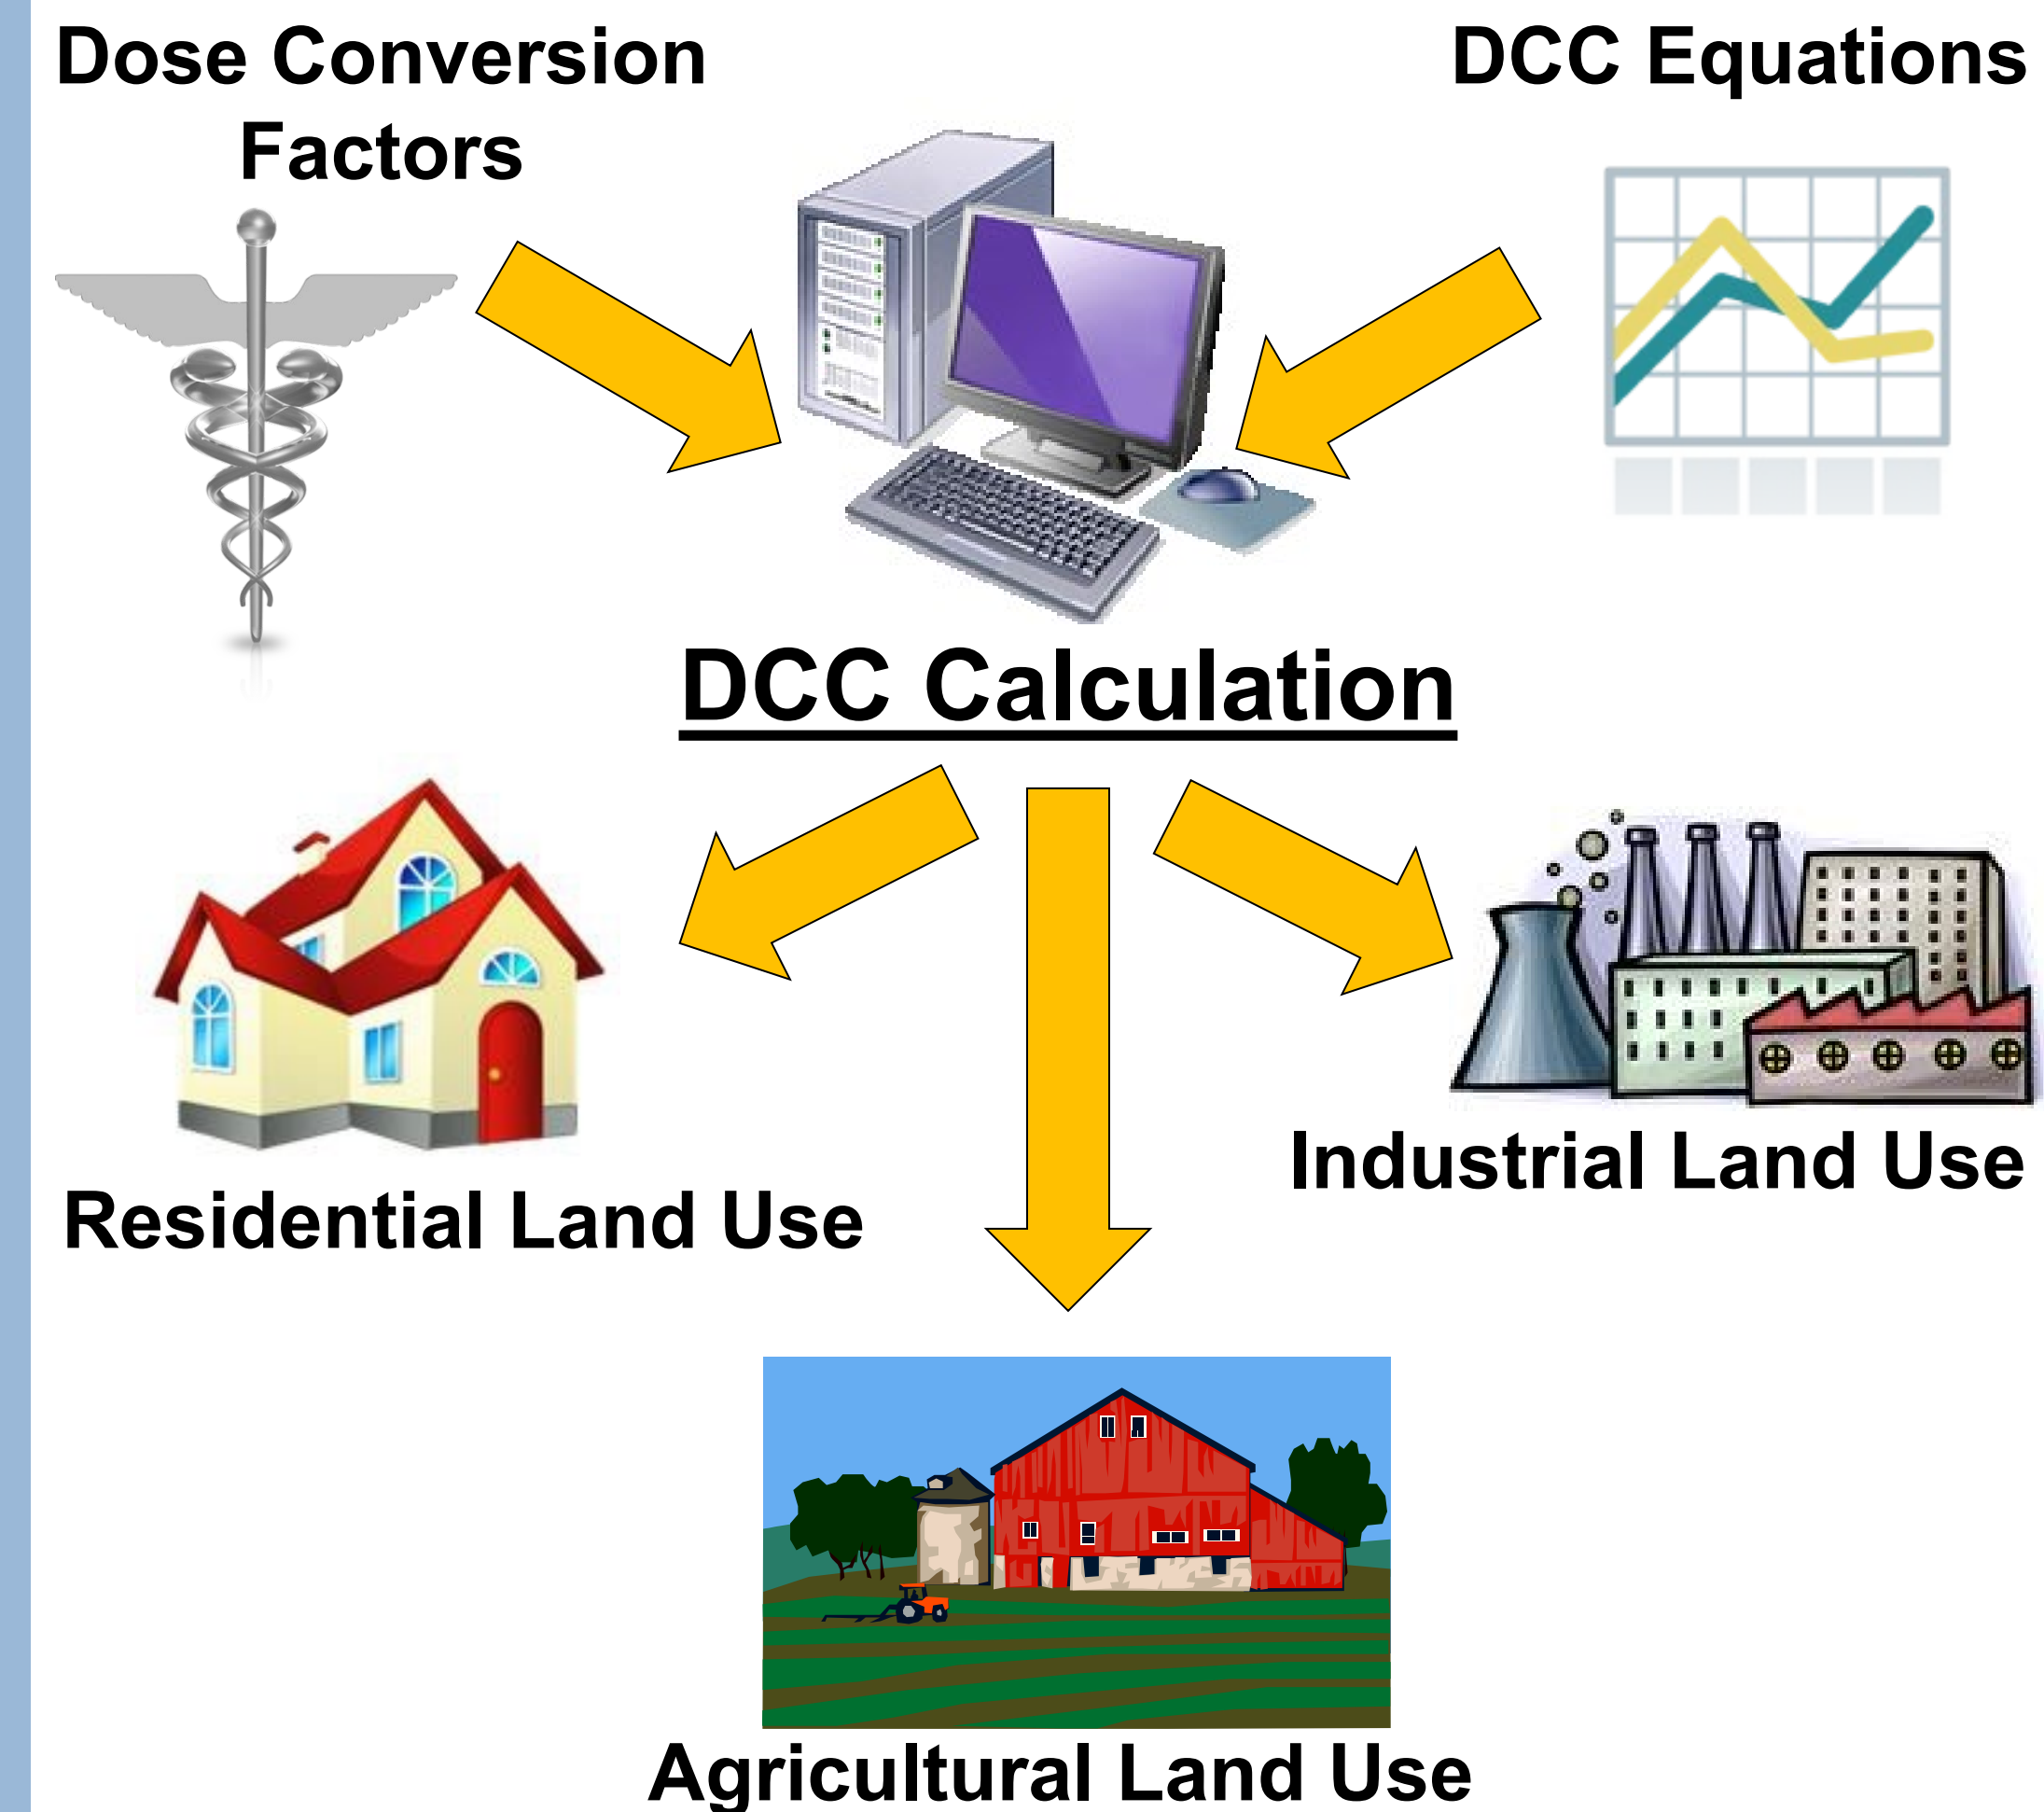 Dose Conversion
Factors
DCC Equations
DCC Calculation
Residential Land Use
Industrial Land Use
Agricultural Land Use